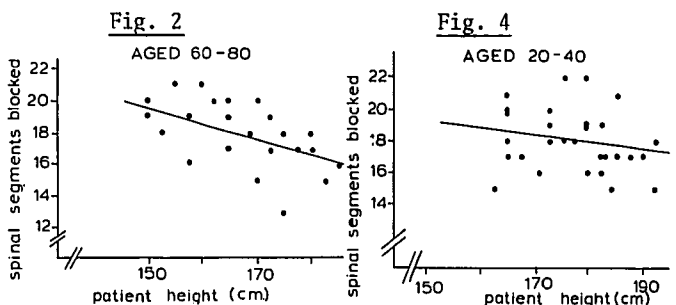 Fig. 2
AGED 60-80
spinal segments blocked
22
20
18
16
14
12
150
170
patient height (cm.)
Fig. 4
AGED 20-40
spinal segments blocked
22
20
18
16
14
150
170
190
patient height (cm)